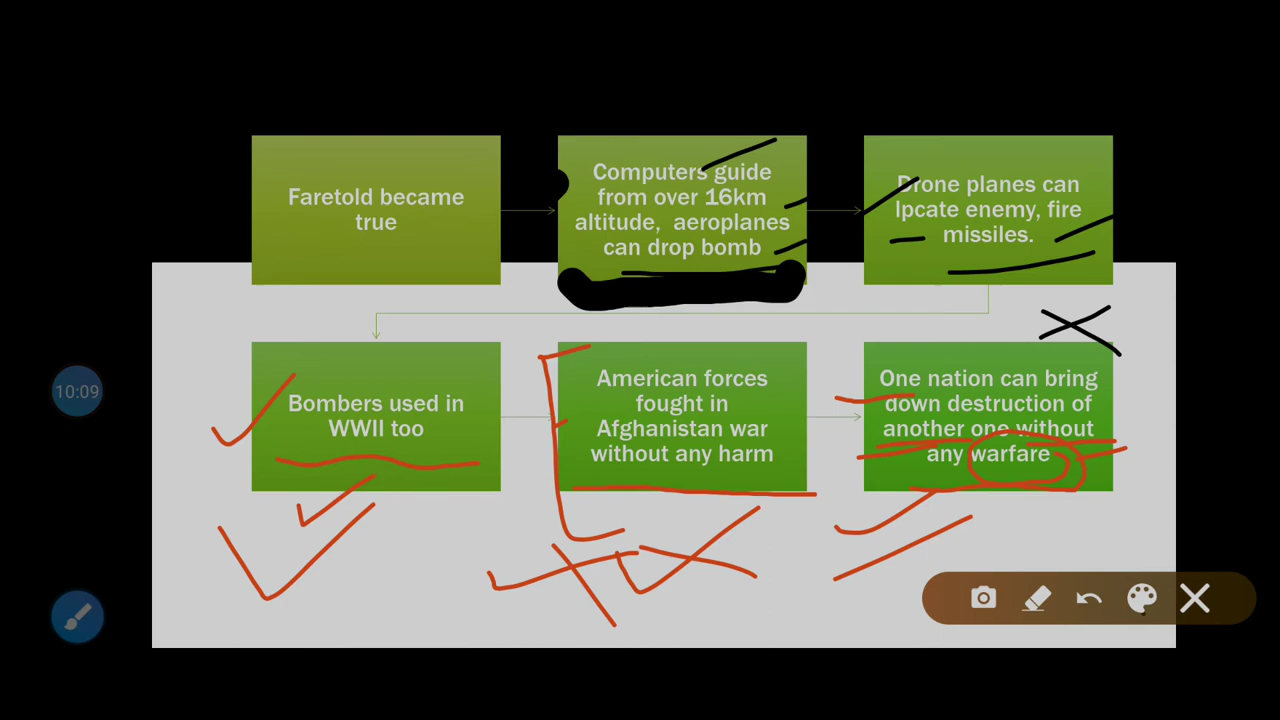 Faretold became
true
Computers guide
from over 16km
altitude, aeroplanes
can drop bomb
Drone planes can
lpcate enemy, fire
missiles.
Bombers used in
WWII too
American forces
fought in
Afghanistan war
without any harm
One nation can bring
down destruction of
another one without
any warfare
10:09